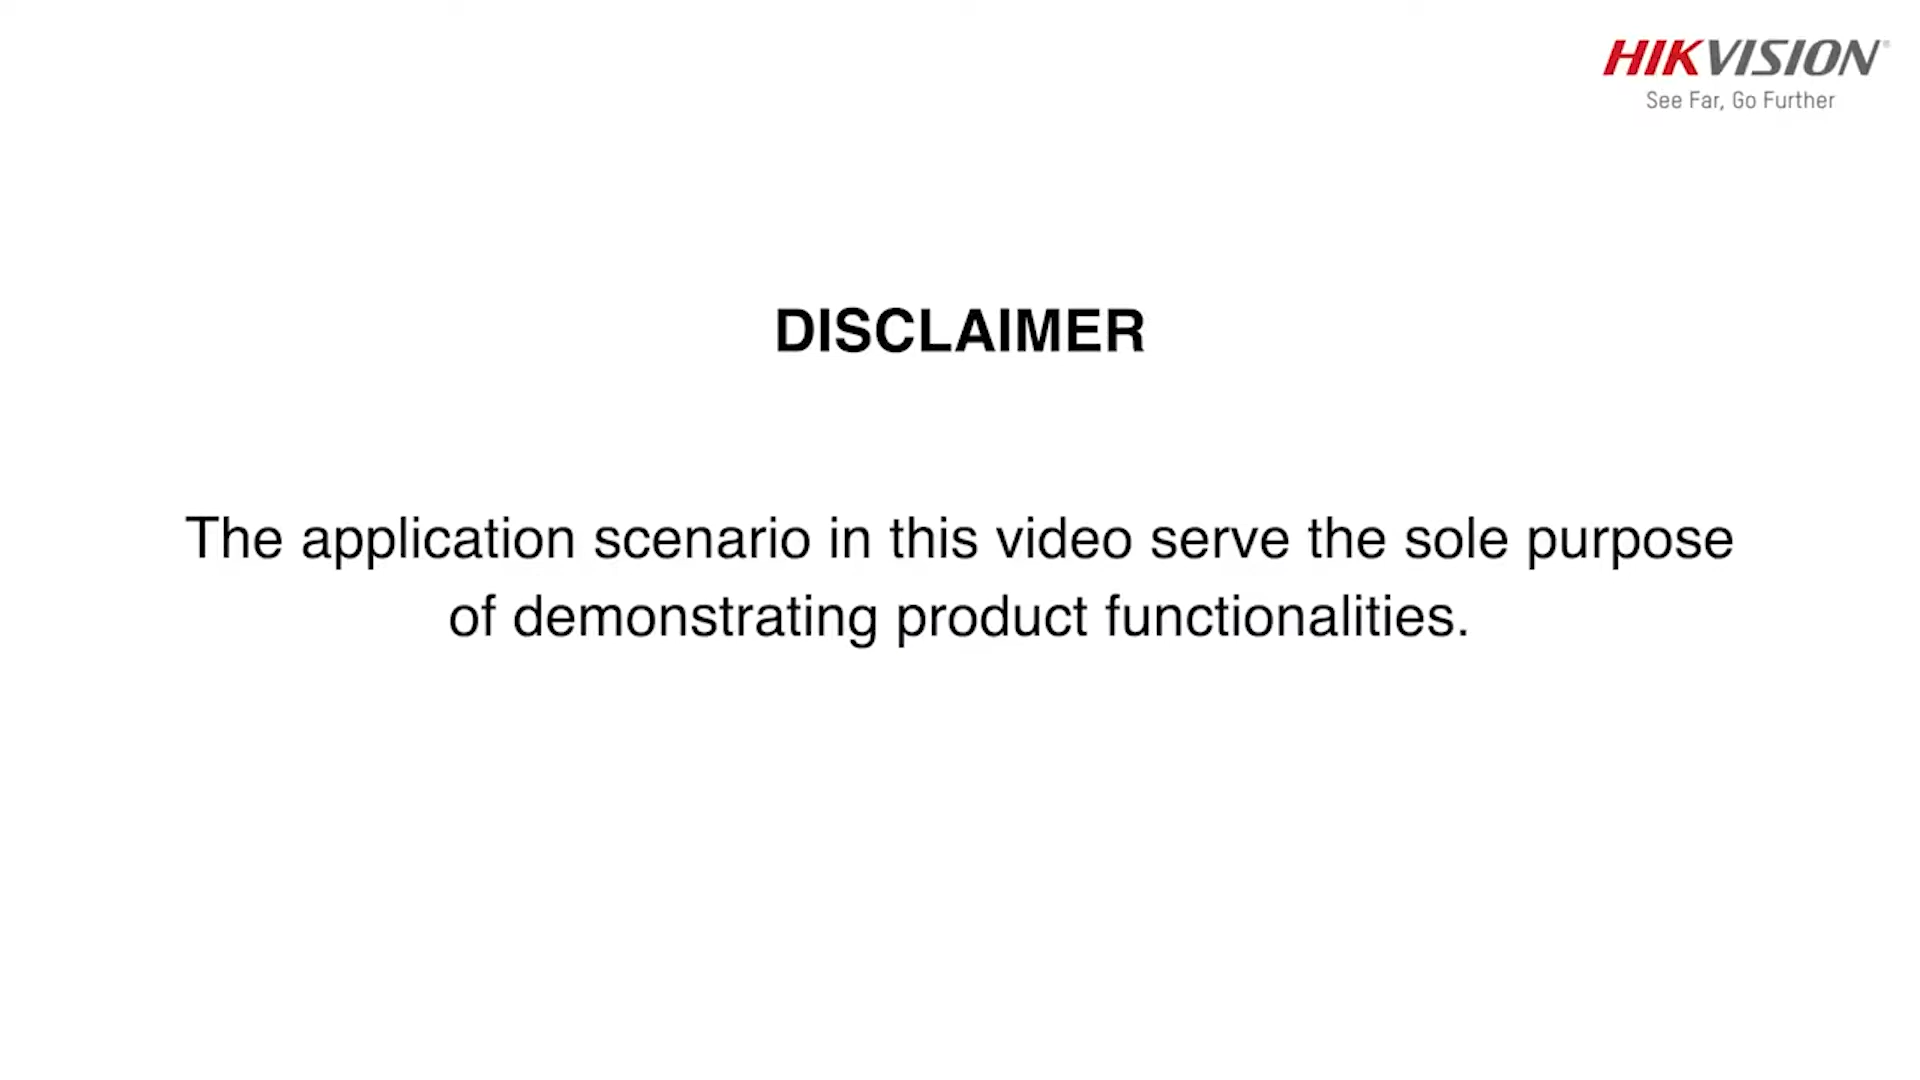 HIKVISION®
See Far, Go Further
DISCLAIMER
The application scenario in this video serve the sole purpose
of demonstrating product functionalities.